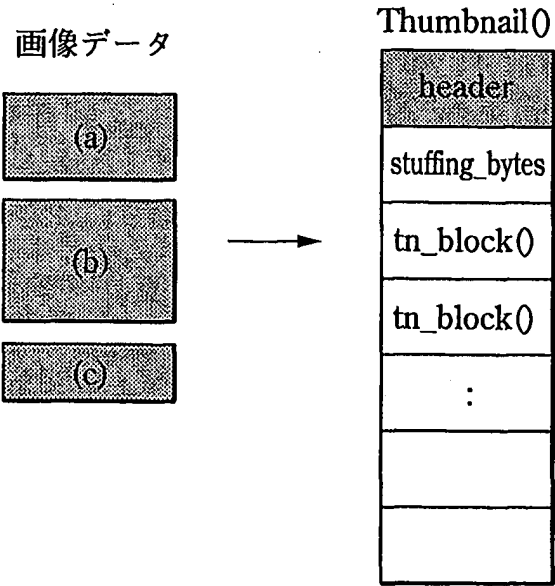 画像データ
(a)
(b)
(c)
Thumbnail()
header
stuffing_bytes
tn_block()
tn_block()
: